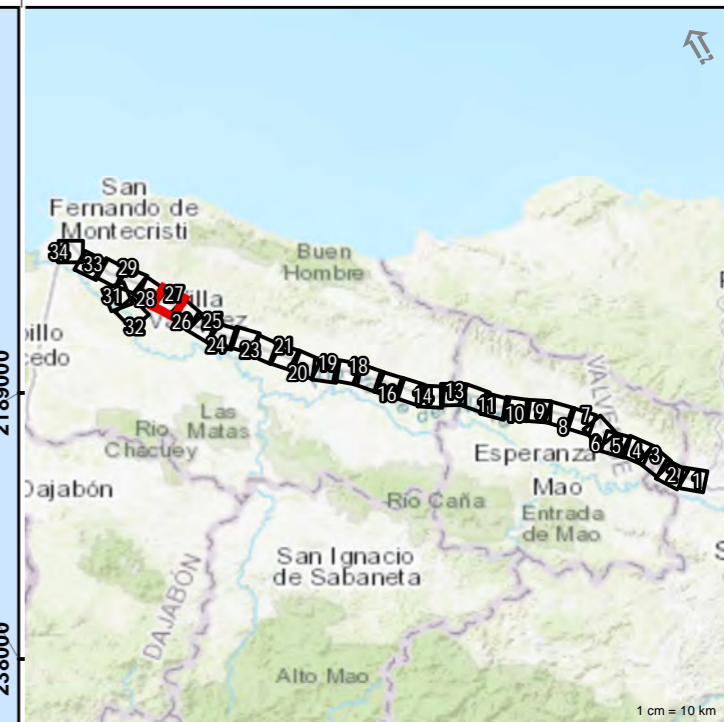 San
Fernando de
Montecristi
Buen
Hombre
34
33
29
31
28
27
32
26
25
24
23
21
20
19
18
16
14
13
11
10
9
8
7
6
5
4
3
2
1
Las
Matas
Rio
Chacuey
Dajabón
Esperanza
Mao
Entrada
de Mao
Rio Caña
San Ignacio
de Sabaneta
DAJABÓN
Alto Mao
2189000
238000
1 cm = 10 km